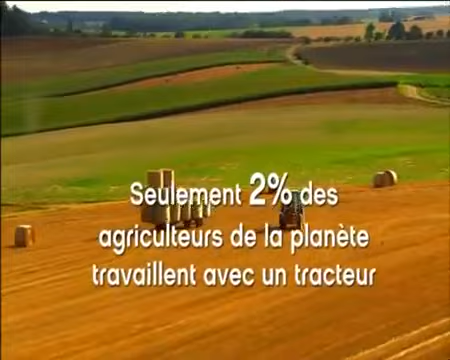 Seulement 2% des
agriculteurs de la planète
travaillent avec un tracteur